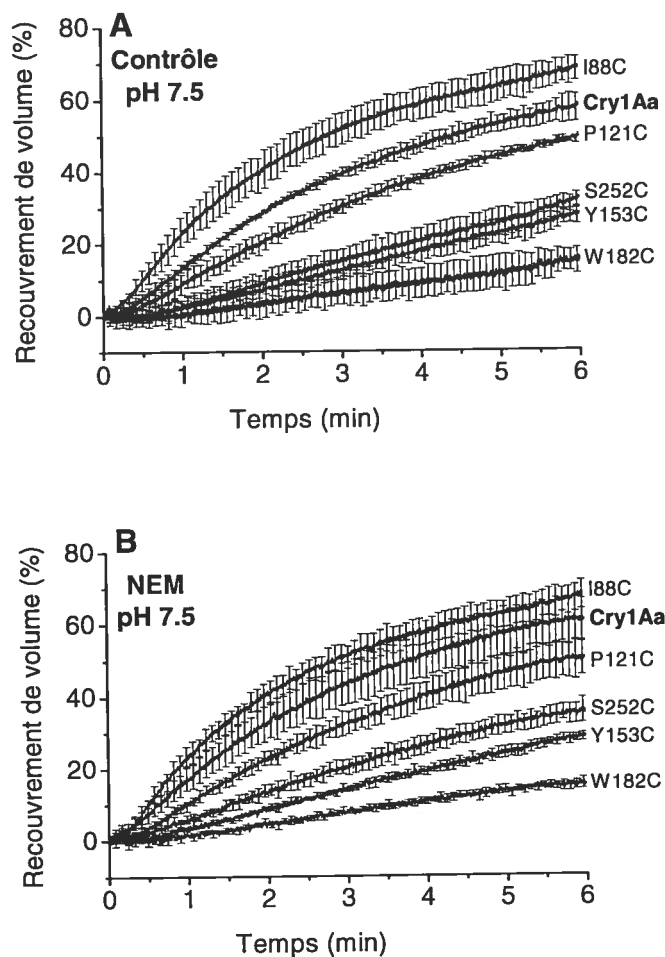 A
Contrôle
pH 7.5
Recouvrement de volume (%)
80
60
40
20
0
I88C
Cry1Aa
P121C
S252C
Y153C
W182C
0 1 2 3 4 5 6
Temps (min)
B
NEM
pH 7.5
Recouvrement de volume (%)
80
60
40
20
0
I88C
Cry1Aa
P121C
S252C
Y153C
W182C
0 1 2 3 4 5 6
Temps (min)